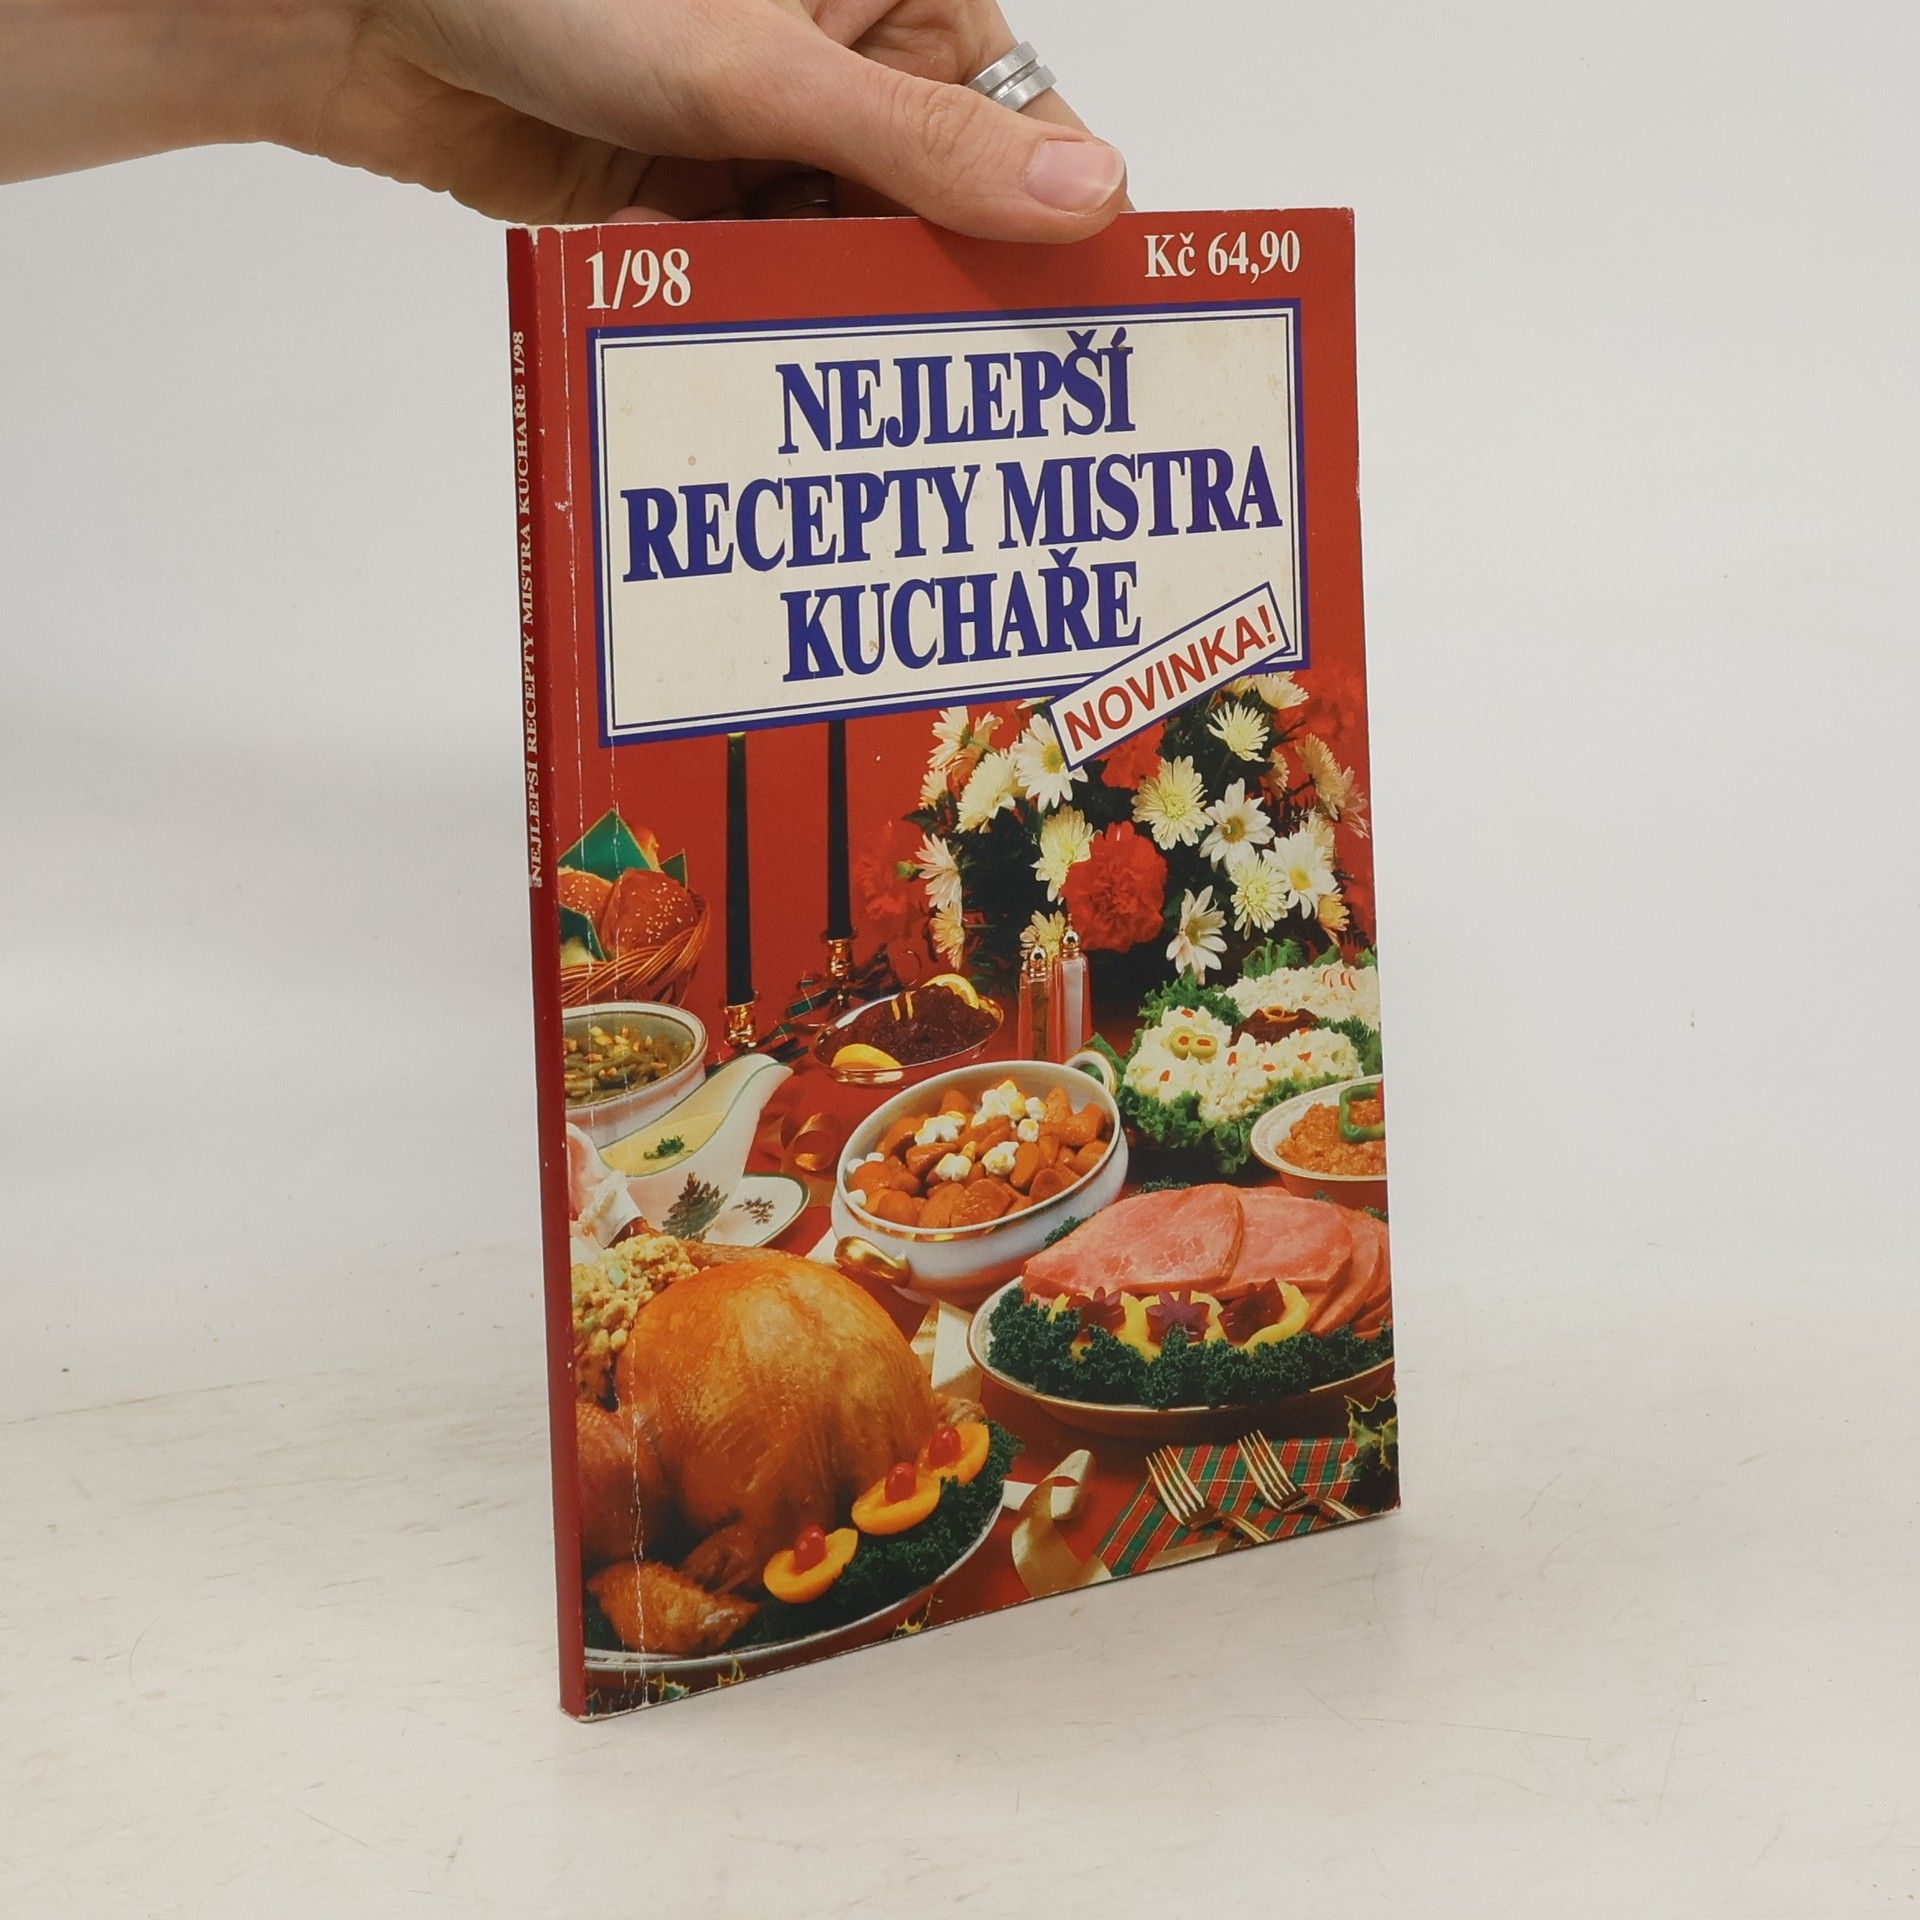 1/98
Kč 64,90
NEJLEPŠÍ
RECEPTY MISTRA
KUCHAŘE
NOVINKA!
NEJLEPŠÍ RECEPTY MISTRA KUCHAŘE 1/98